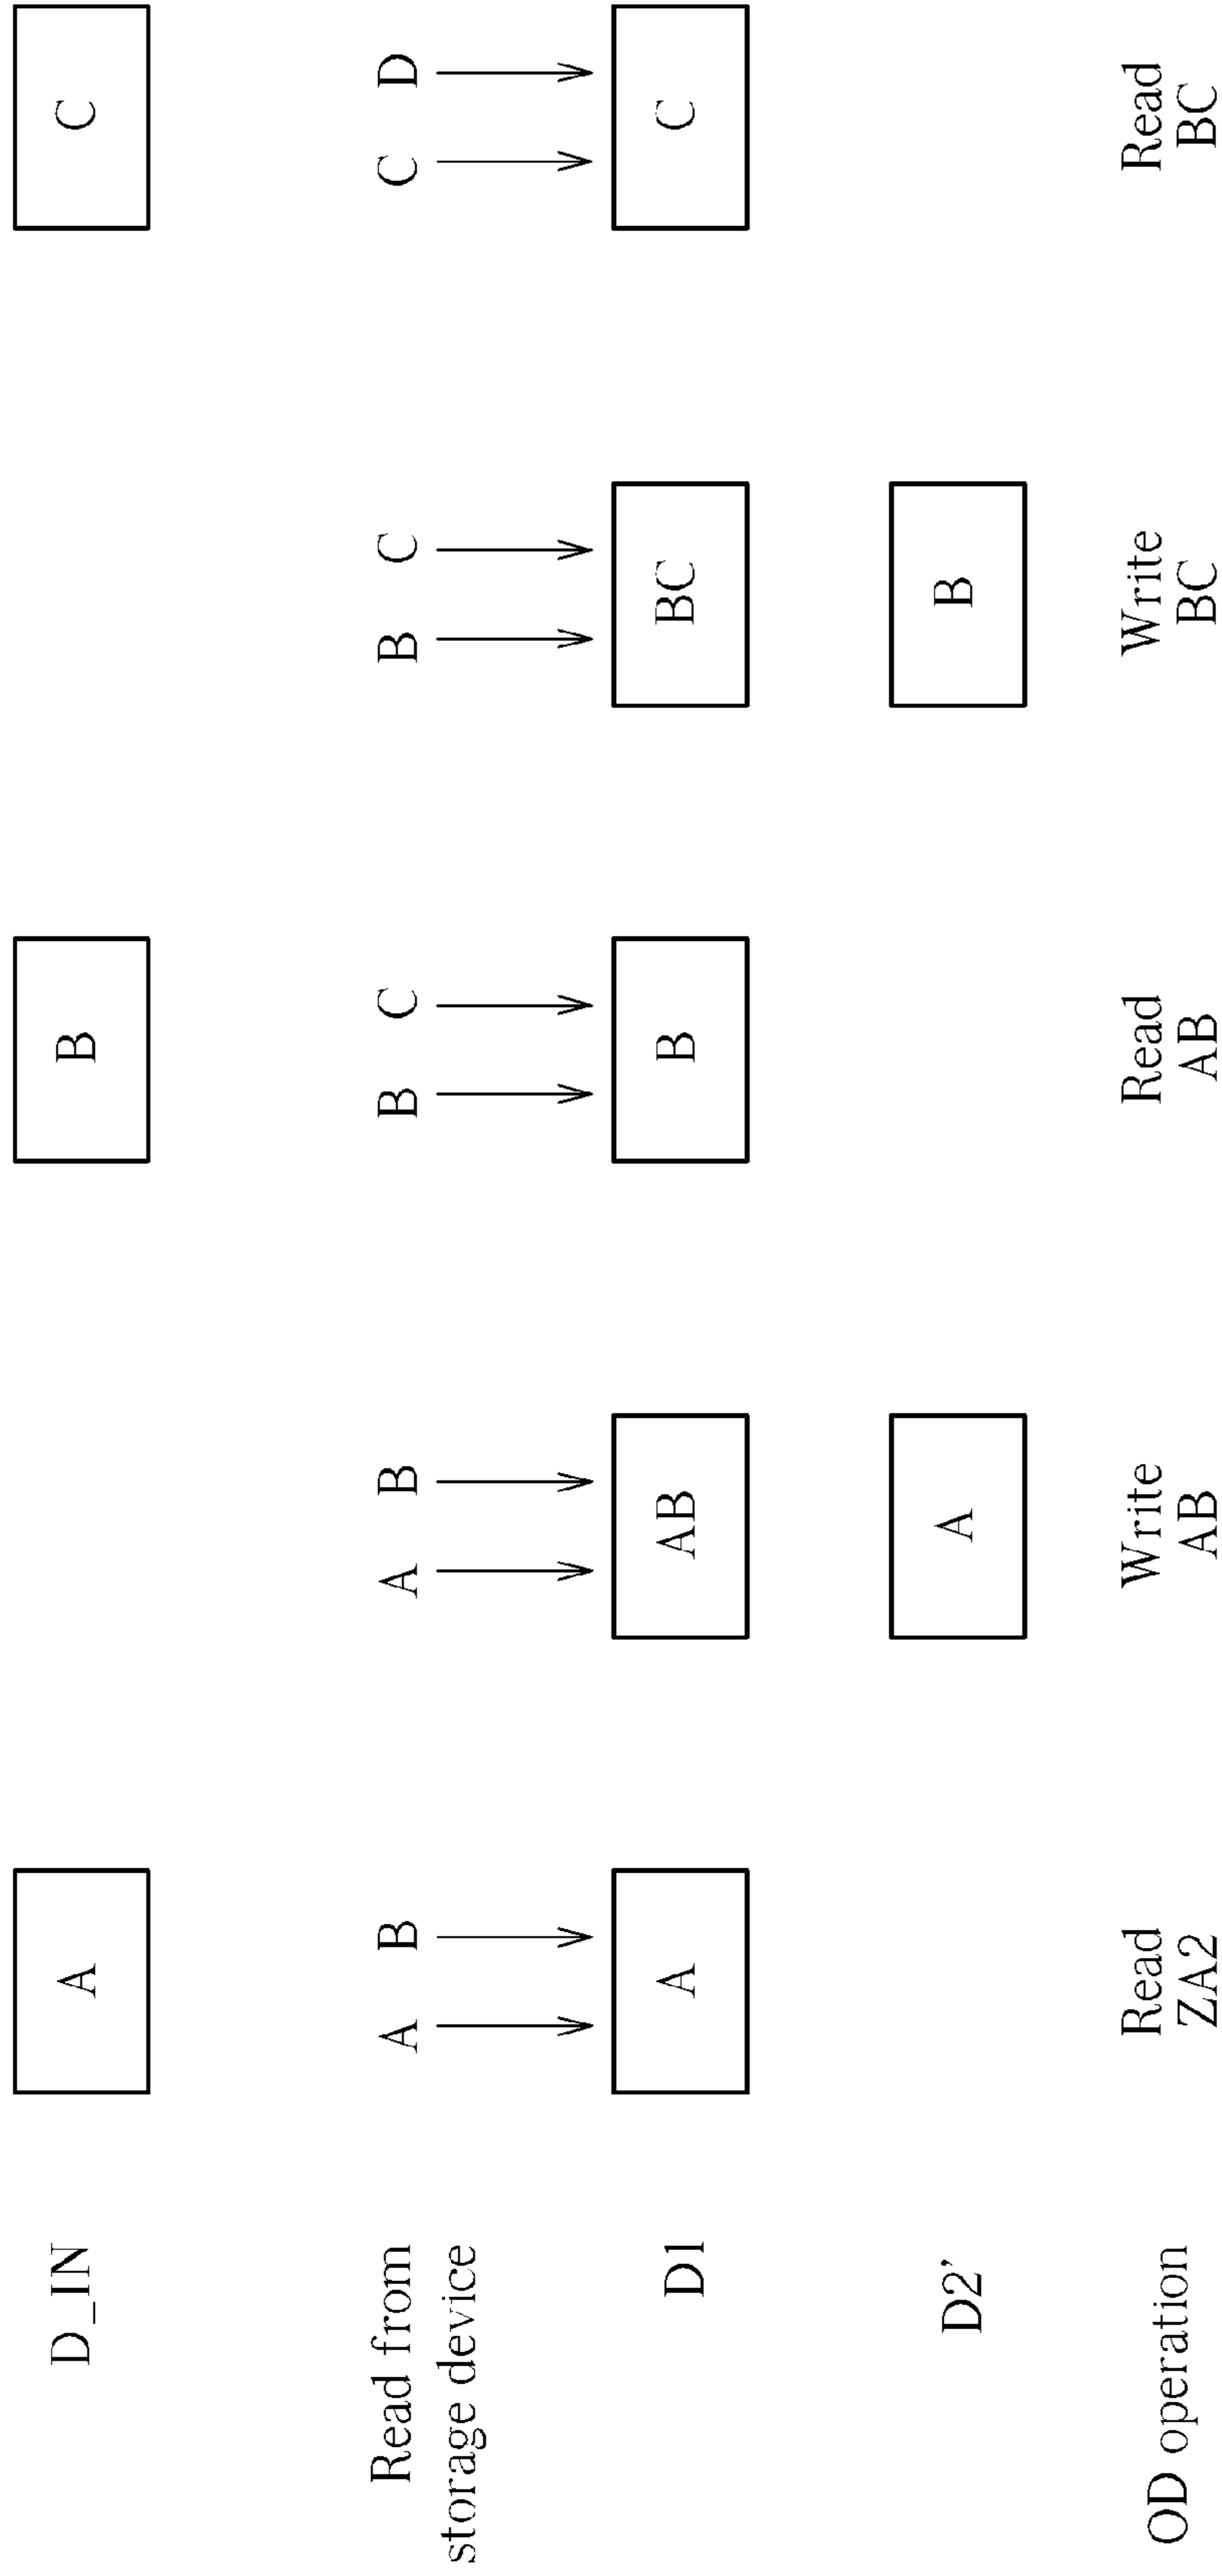 D_IN A B C
Read from
storage device
A B A B B C B C C D
D1 A AB B BC C
D2' A B
OD operation
Read Write Read Write Read
ZA2 AB AB BC BC